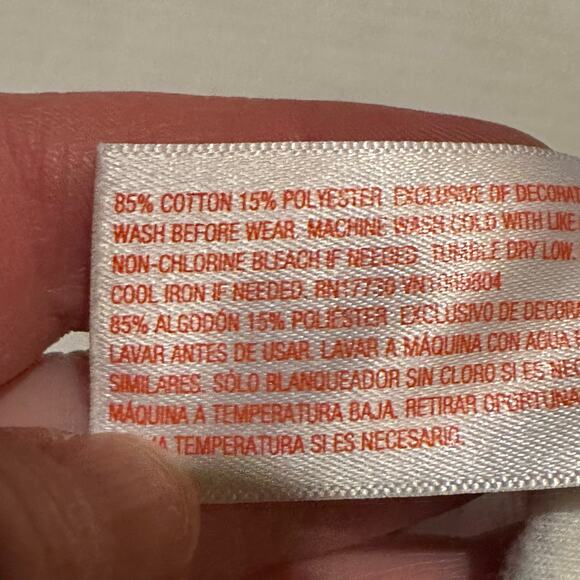 85% COTTON 15% POLYESTER EXCLUSIVE OF DECORAT
WASH BEFORE WEAR. MACHINE WASH COLD WITH LIKE
NON-CHLORINE BLEACH IF NEEDED. TUMBLE DRY LOW.
COOL IRON IF NEEDED. RN17730
85% ALGODÓN 15% POLIÉSTER EXCLUSIVO DE DECORA
LAVAR ANTES DE USAR. LAVAR A MÁQUINA CON AGUA
SIMILARES. SÓLO BLANQUEADOR SIN CLORO SI ES NEC
MÁQUINA A TEMPERATURA BAJA. RETIRAR OPORTUNA
TEMPERATURA SI ES NECESARIO.